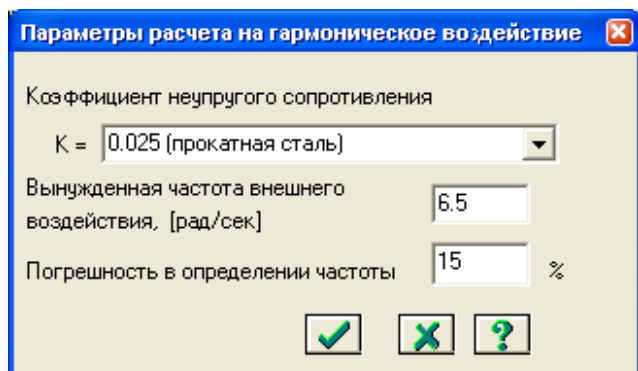 Параметры расчета на гармоническое воздействие
Коэффициент неупругого сопротивления
K = 0.025 (прокатная сталь)
Вынужденная частота внешнего
воздействия, [рад/сек]
6.5
Погрешность в определении частоты
15
%